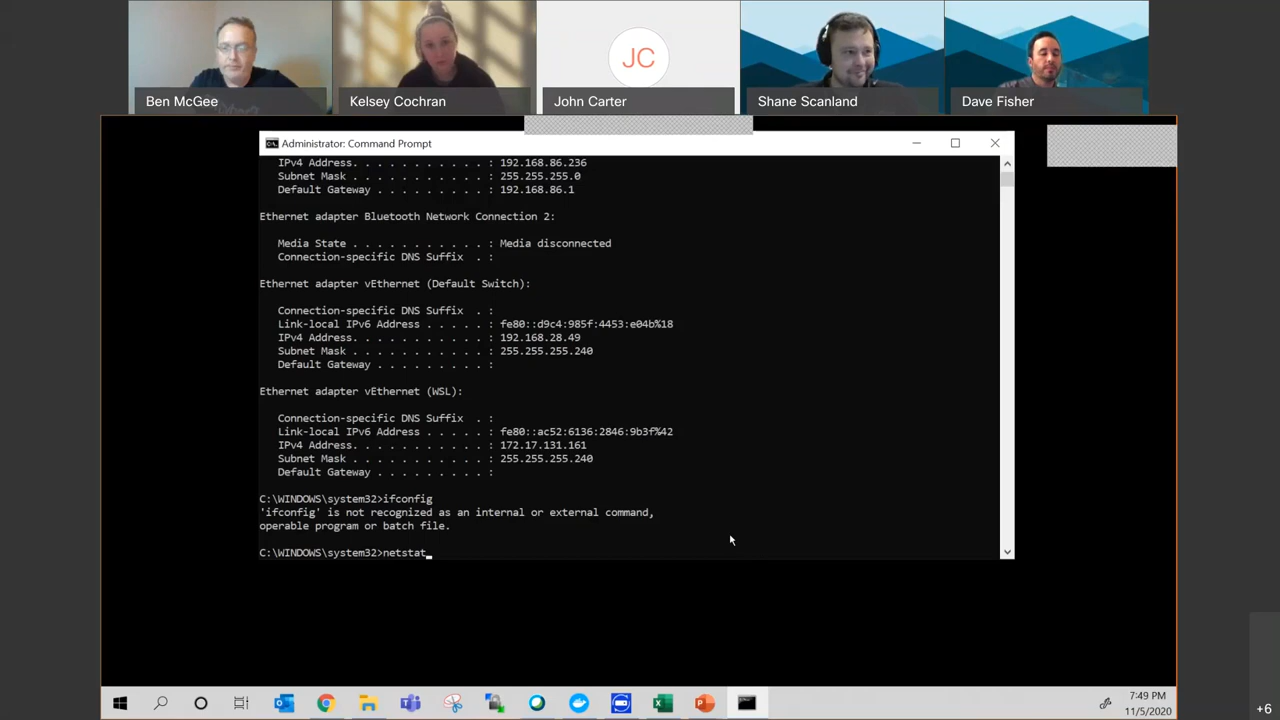 JC
Ben McGee
Kelsey Cochran
John Carter
Shane Scanland
Dave Fisher
Administrator: Command Prompt
IPv4 Address. . . . . . . . . . . : 192.168.86.236
Subnet Mask . . . . . . . . . . . : 255.255.255.0
Default Gateway . . . . . . . . . : 192.168.86.1
Ethernet adapter Bluetooth Network Connection 2:
Media State . . . . . . . . . . . : Media disconnected
Connection-specific DNS Suffix  . :
Ethernet adapter vEthernet (Default Switch):
Connection-specific DNS Suffix  . :
Link-local IPv6 Address . . . . . : fe80::d9c4:985f:4453:e04b%18
IPv4 Address. . . . . . . . . . . : 192.168.28.49
Subnet Mask . . . . . . . . . . . : 255.255.255.240
Default Gateway . . . . . . . . . :
Ethernet adapter vEthernet (WSL):
Connection-specific DNS Suffix  . :
Link-local IPv6 Address . . . . . : fe80::ac52:6136:2846:9b3f%42
IPv4 Address. . . . . . . . . . . : 172.17.131.161
Subnet Mask . . . . . . . . . . . : 255.255.255.240
Default Gateway . . . . . . . . . :
C:\WINDOWS\system32>ifconfig
'ifconfig' is not recognized as an internal or external command,
operable program or batch file.
C:\WINDOWS\system32>netstat
7:49 PM
11/5/2020
+6